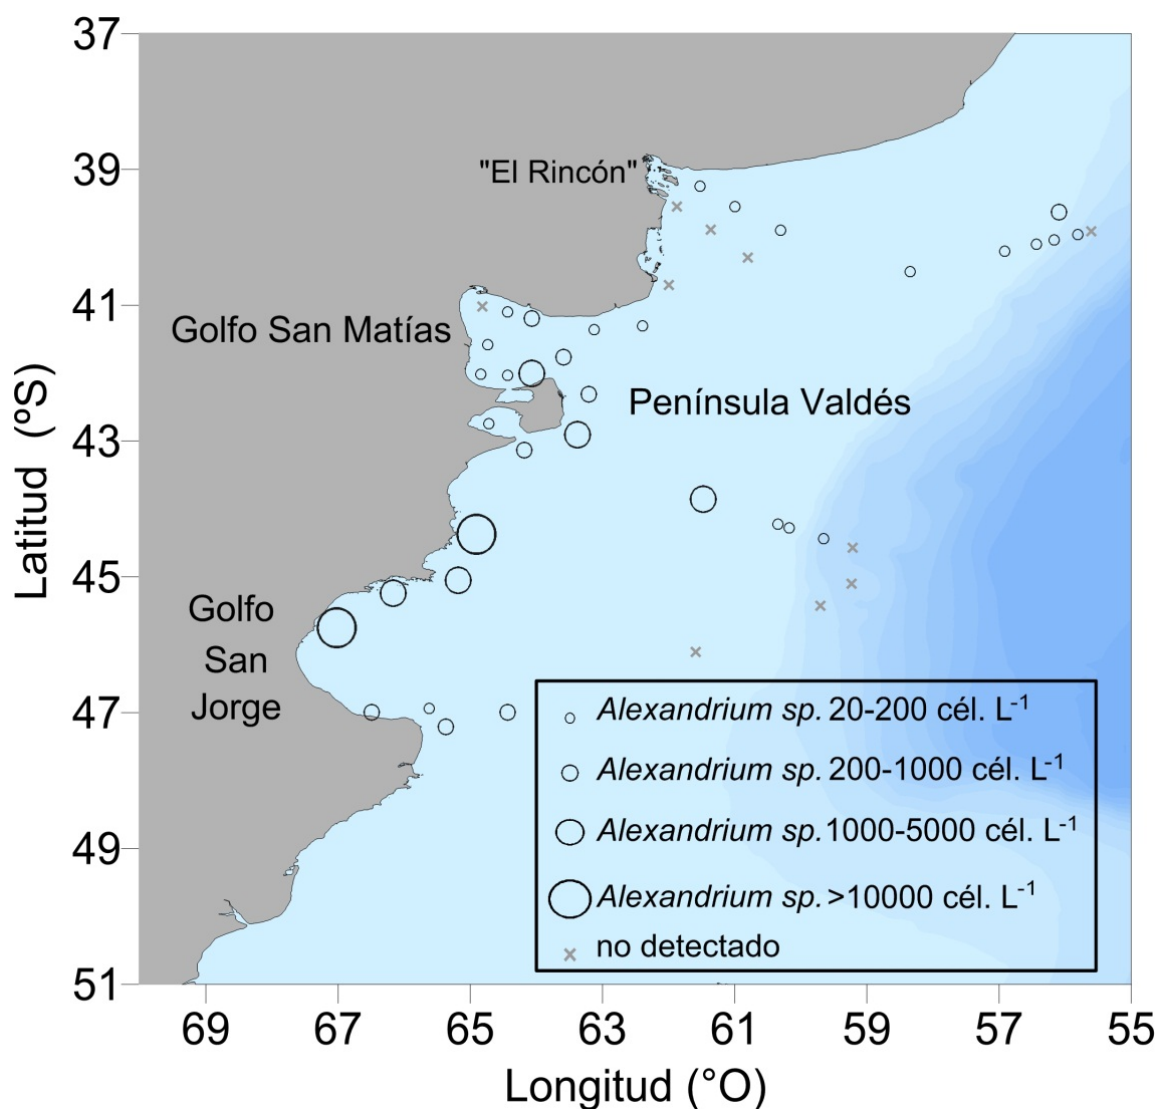 37
39
41
43
45
47
49
51
Latitud (ºS)
"El Rincón"
Golfo San Matías
Península Valdés
Golfo
San
Jorge
Alexandrium sp. 20-200 cél. L⁻¹
Alexandrium sp. 200-1000 cél. L⁻¹
Alexandrium sp. 1000-5000 cél. L⁻¹
Alexandrium sp. >10000 cél. L⁻¹
no detectado
69 67 65 63 61 59 57 55
Longitud (°O)